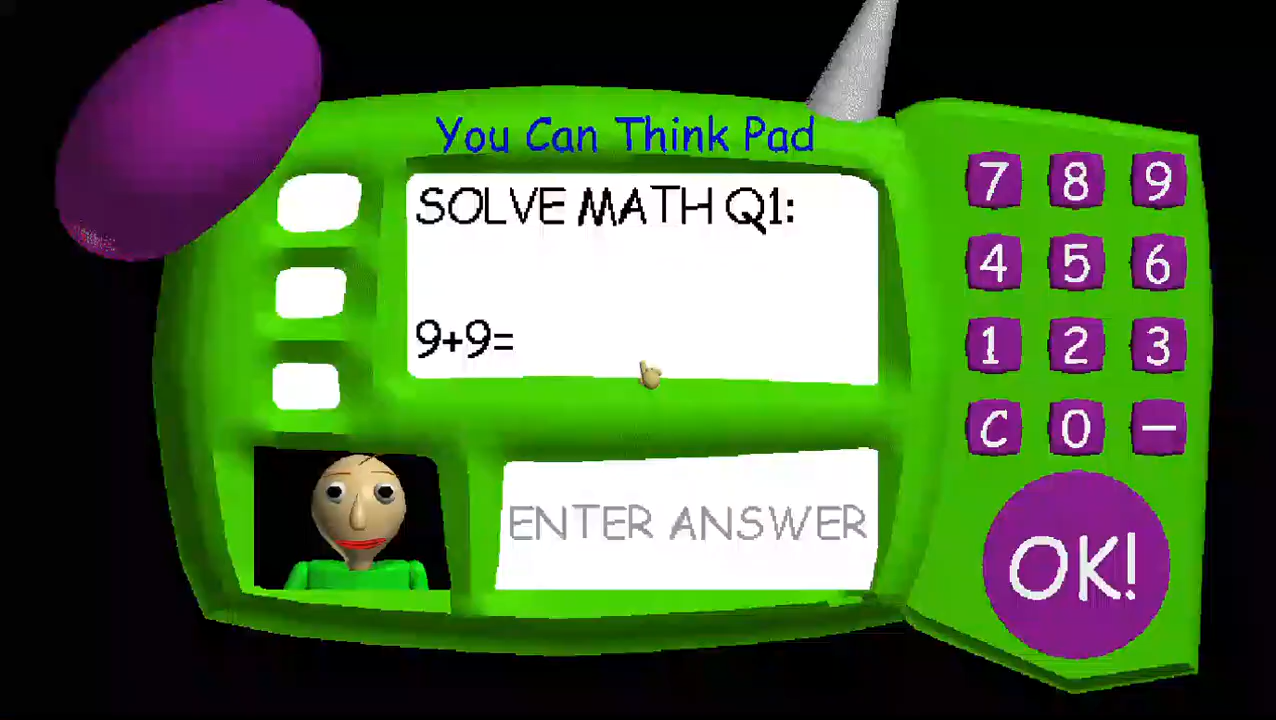 You Can Think Pad
SOLVE MATH Q1:
9+9=
ENTER ANSWER
7 8 9
4 5 6
1 2 3
C 0 −
OK!